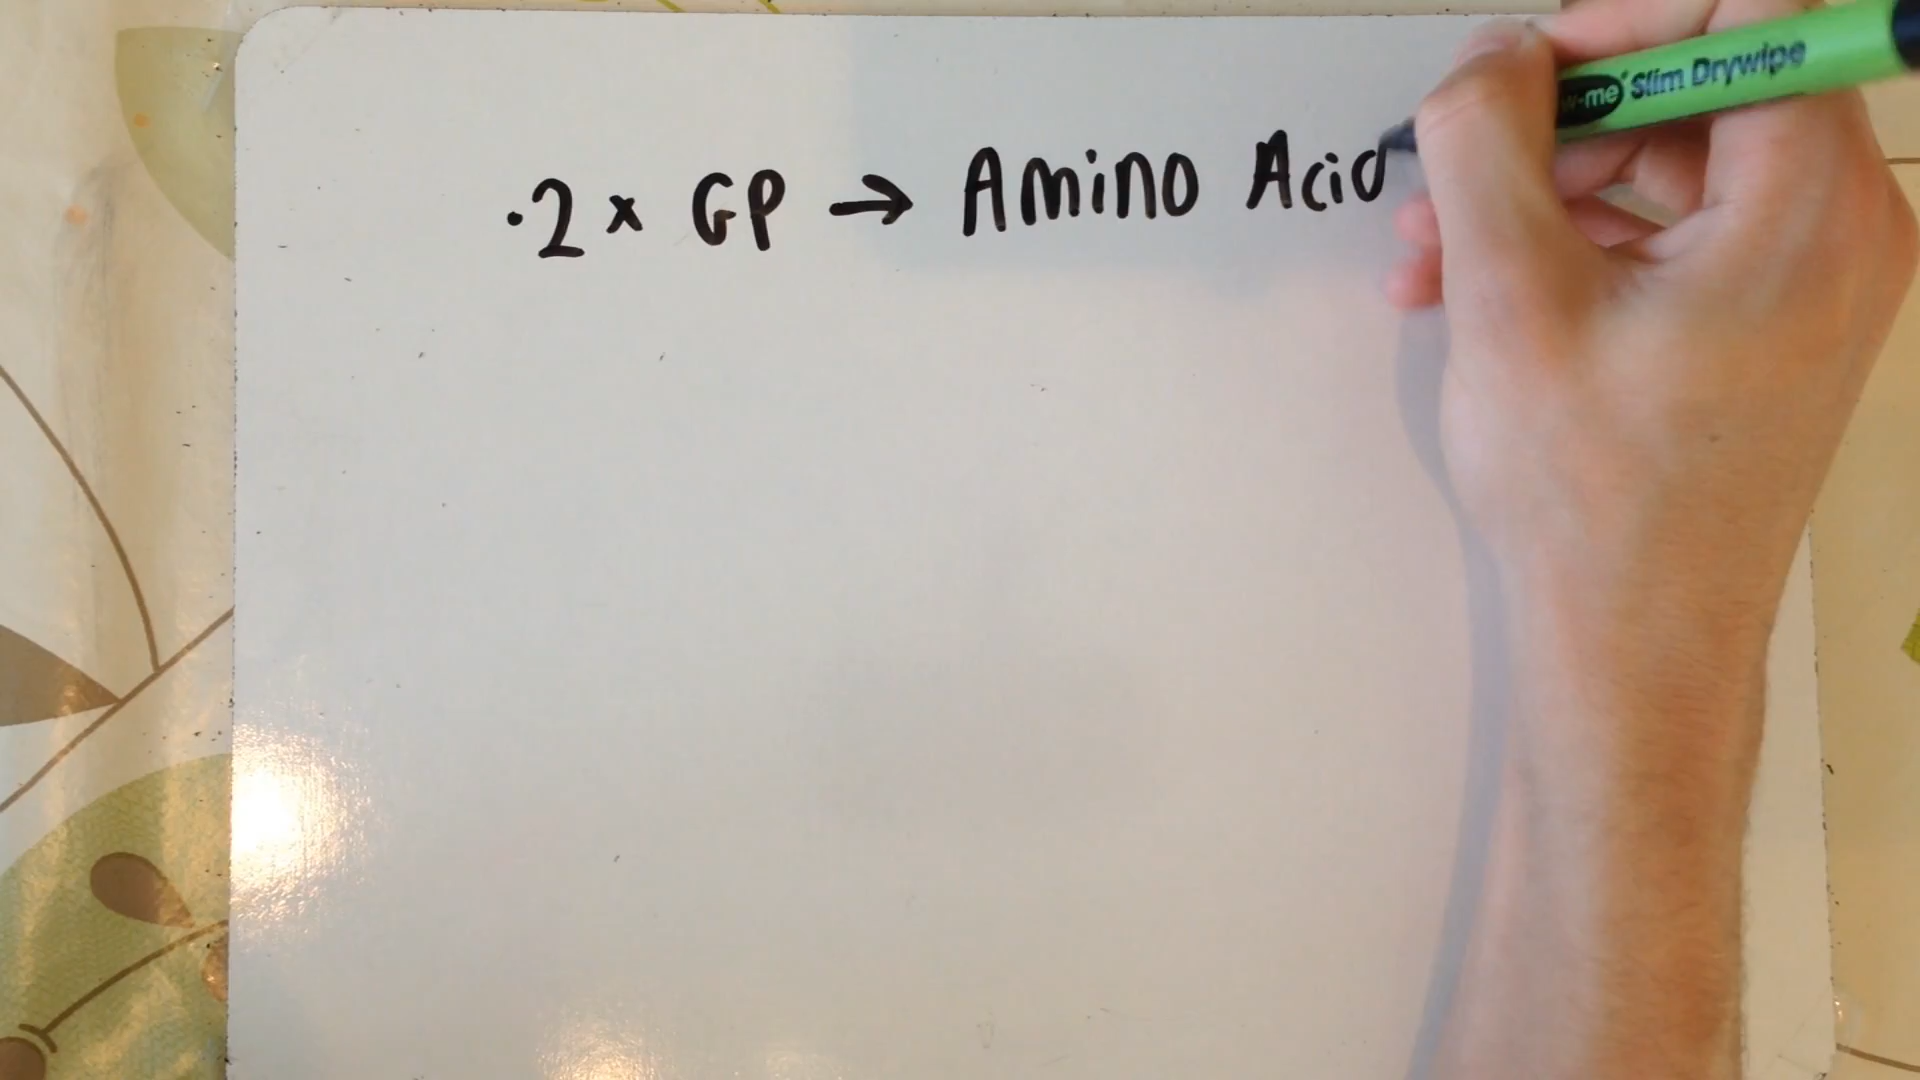 ·2 x GP → Amino Acid
w-me Slim Drywipe